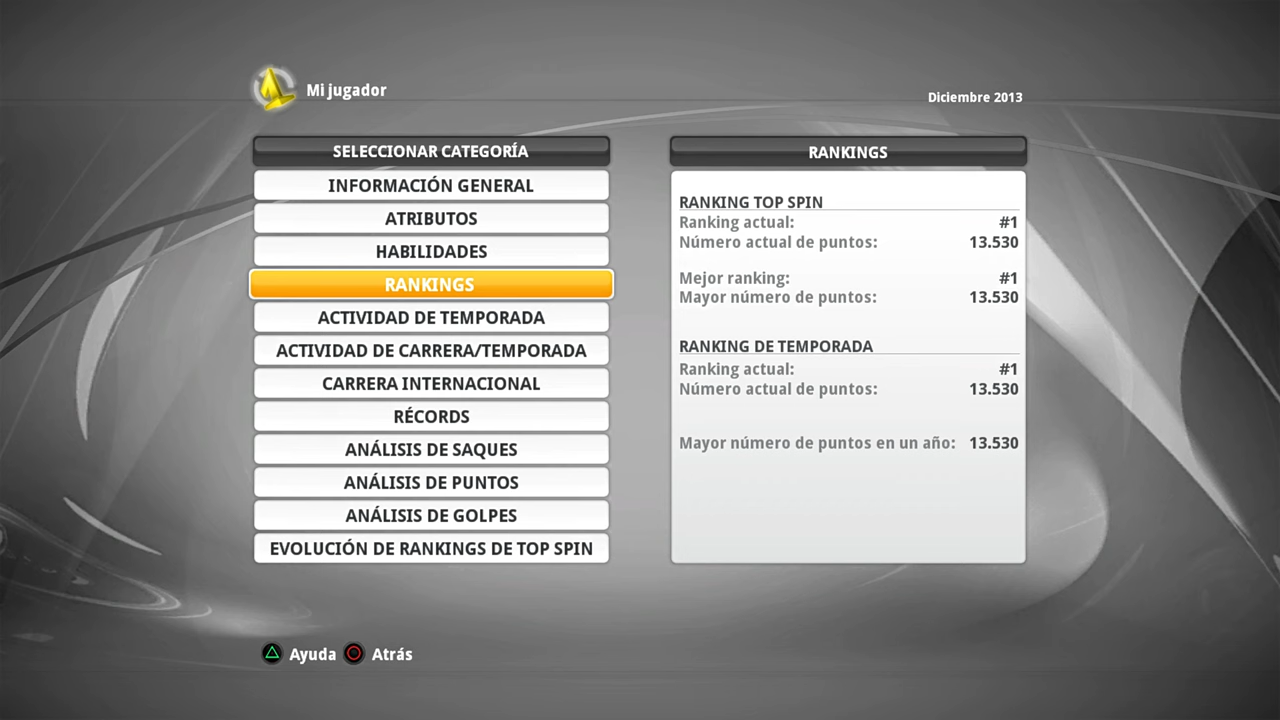 Mi jugador
Diciembre 2013
SELECCIONAR CATEGORÍA
INFORMACIÓN GENERAL
ATRIBUTOS
HABILIDADES
RANKINGS
ACTIVIDAD DE TEMPORADA
ACTIVIDAD DE CARRERA/TEMPORADA
CARRERA INTERNACIONAL
RÉCORDS
ANÁLISIS DE SAQUES
ANÁLISIS DE PUNTOS
ANÁLISIS DE GOLPES
EVOLUCIÓN DE RANKINGS DE TOP SPIN
RANKINGS
RANKING TOP SPIN
Ranking actual: #1
Número actual de puntos: 13.530
Mejor ranking: #1
Mayor número de puntos: 13.530
RANKING DE TEMPORADA
Ranking actual: #1
Número actual de puntos: 13.530
Mayor número de puntos en un año: 13.530
Ayuda Atrás